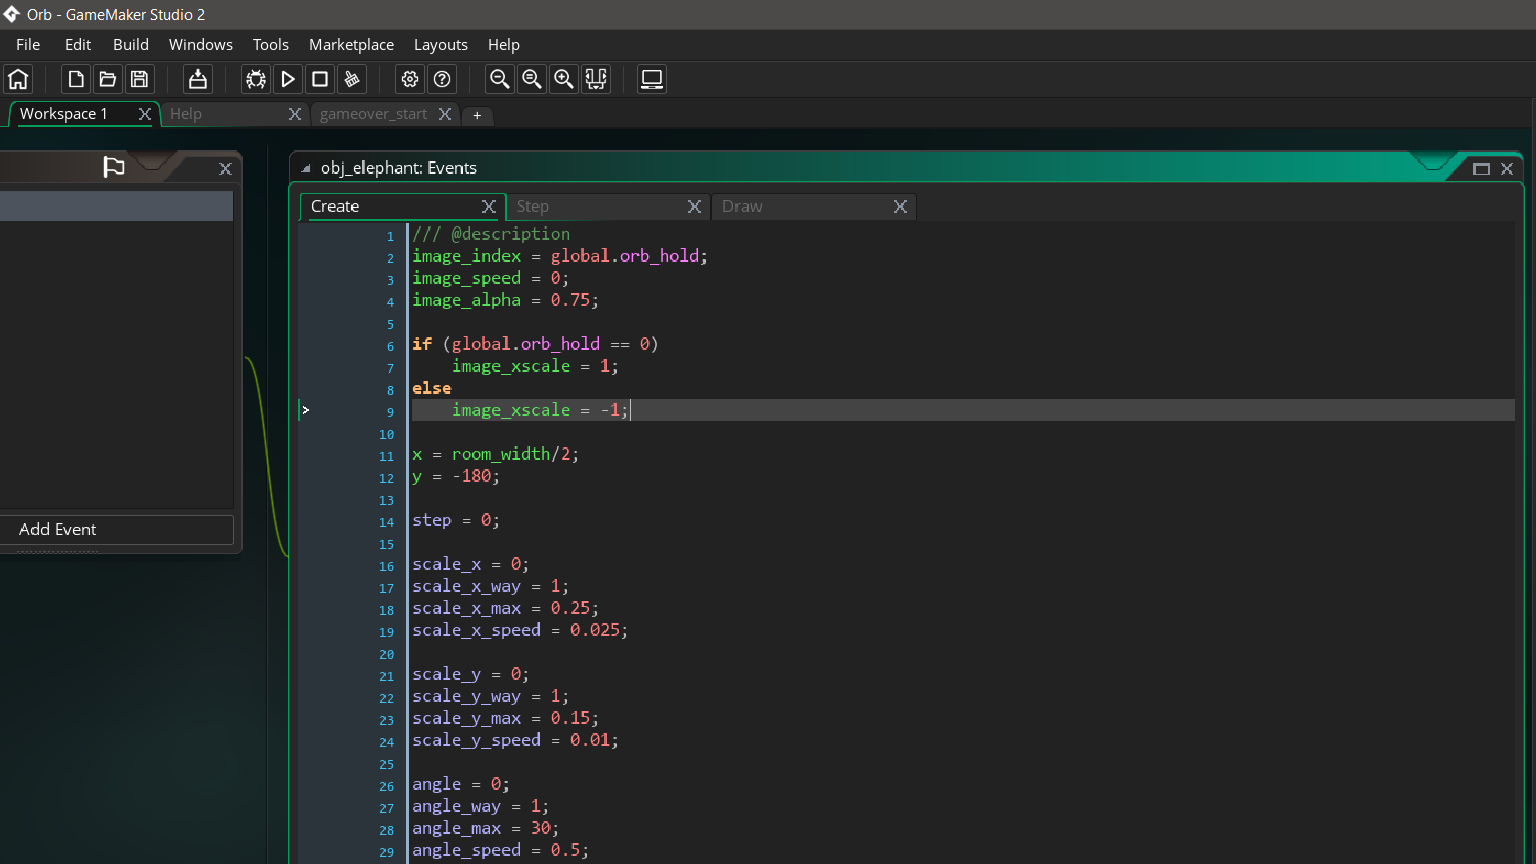 Orb - GameMaker Studio 2
File Edit Build Windows Tools Marketplace Layouts Help
Workspace 1 X Help X gameover_start X +
X
obj_elephant: Events
Create X Step X Draw X
Add Event
1 /// @description
2 image_index = global.orb_hold;
3 image_speed = 0;
4 image_alpha = 0.75;
5
6 if (global.orb_hold == 0)
7 image_xscale = 1;
8 else
> 9 image_xscale = -1;
10
11 x = room_width/2;
12 y = -180;
13
14 step = 0;
15
16 scale_x = 0;
17 scale_x_way = 1;
18 scale_x_max = 0.25;
19 scale_x_speed = 0.025;
20
21 scale_y = 0;
22 scale_y_way = 1;
23 scale_y_max = 0.15;
24 scale_y_speed = 0.01;
25
26 angle = 0;
27 angle_way = 1;
28 angle_max = 30;
29 angle_speed = 0.5;